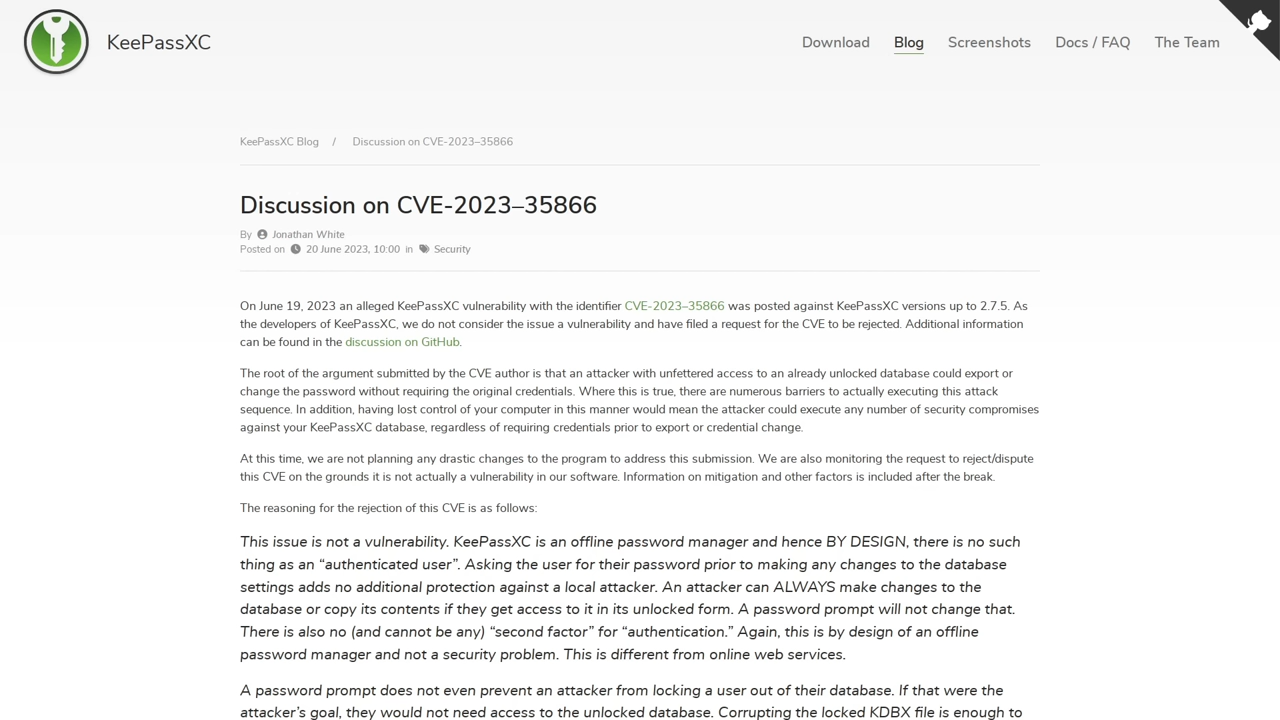 KeePassXC
Download Blog Screenshots Docs / FAQ The Team
KeePassXC Blog / Discussion on CVE-2023–35866
Discussion on CVE-2023–35866
By Jonathan White
Posted on 20 June 2023, 10:00 in Security
On June 19, 2023 an alleged KeePassXC vulnerability with the identifier CVE-2023–35866 was posted against KeePassXC versions up to 2.7.5. As
the developers of KeePassXC, we do not consider the issue a vulnerability and have filed a request for the CVE to be rejected. Additional information
can be found in the discussion on GitHub.
The root of the argument submitted by the CVE author is that an attacker with unfettered access to an already unlocked database could export or
change the password without requiring the original credentials. Where this is true, there are numerous barriers to actually executing this attack
sequence. In addition, having lost control of your computer in this manner would mean the attacker could execute any number of security compromises
against your KeePassXC database, regardless of requiring credentials prior to export or credential change.
At this time, we are not planning any drastic changes to the program to address this submission. We are also monitoring the request to reject/dispute
this CVE on the grounds it is not actually a vulnerability in our software. Information on mitigation and other factors is included after the break.
The reasoning for the rejection of this CVE is as follows:
This issue is not a vulnerability. KeePassXC is an offline password manager and hence BY DESIGN, there is no such
thing as an “authenticated user”. Asking the user for their password prior to making any changes to the database
settings adds no additional protection against a local attacker. An attacker can ALWAYS make changes to the
database or copy its contents if they get access to it in its unlocked form. A password prompt will not change that.
There is also no (and cannot be any) “second factor” for “authentication.” Again, this is by design of an offline
password manager and not a security problem. This is different from online web services.
A password prompt does not even prevent an attacker from locking a user out of their database. If that were the
attacker’s goal, they would not need access to the unlocked database. Corrupting the locked KDBX file is enough to